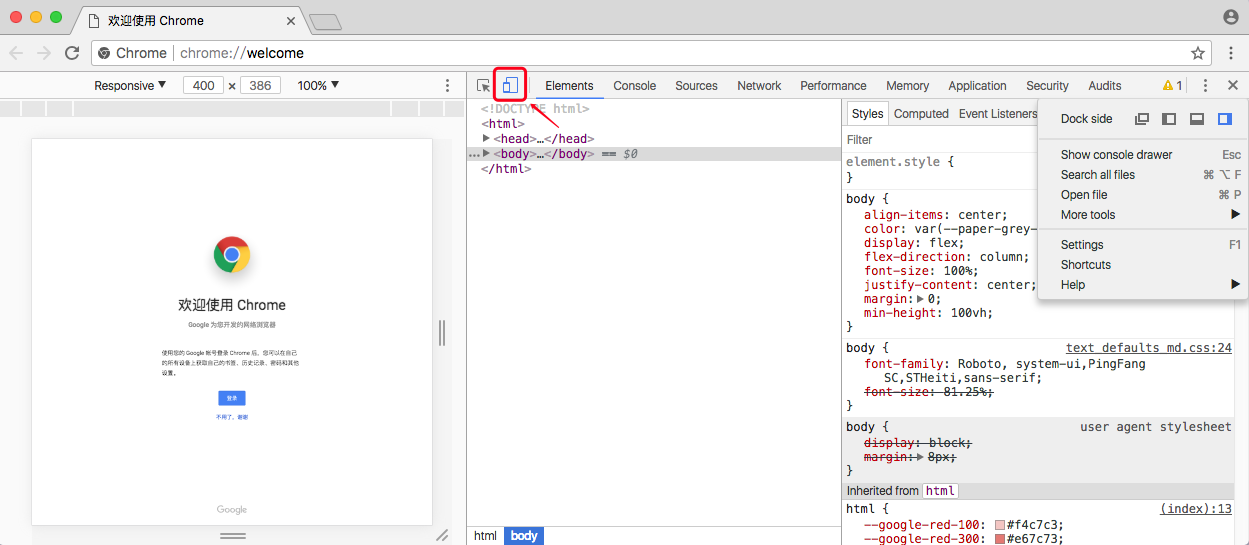 欢迎使用 Chrome
Chrome | chrome://welcome
Responsive ▼ 400 × 386 100% ▼
Elements Console Sources Network Performance Memory Application Security Audits 1
欢迎使用 Chrome
Google 为您开发的网络浏览器
使用您的 Google 帐号登录 Chrome 后，您可以在自己
的所有设备上获取自己的书签、历史记录、密码和其他
设置。
登录
不用了，谢谢
Google
<!DOCTYPE html>
<html>
▶<head>…</head>
…▶<body>…</body> == $0
</html>
html body
Styles Computed Event Listeners
Filter
element.style {
}
body {
align-items: center;
color: var(--paper-grey-
display: flex;
flex-direction: column;
font-size: 100%;
justify-content: center;
margin:▶0;
min-height: 100vh;
}
body { text defaults md.css:24
font-family: Roboto, system-ui,PingFang
SC,STHeiti,sans-serif;
font-size: 81.25%;
}
body { user agent stylesheet
display: block;
margin:▶8px;
}
Inherited from html
html { (index):13
--google-red-100: #f4c7c3;
--google-red-300: #e67c73;
Dock side
Show console drawer Esc
Search all files ⌘ ⌥ F
Open file ⌘ P
More tools ▶
Settings F1
Shortcuts
Help ▶